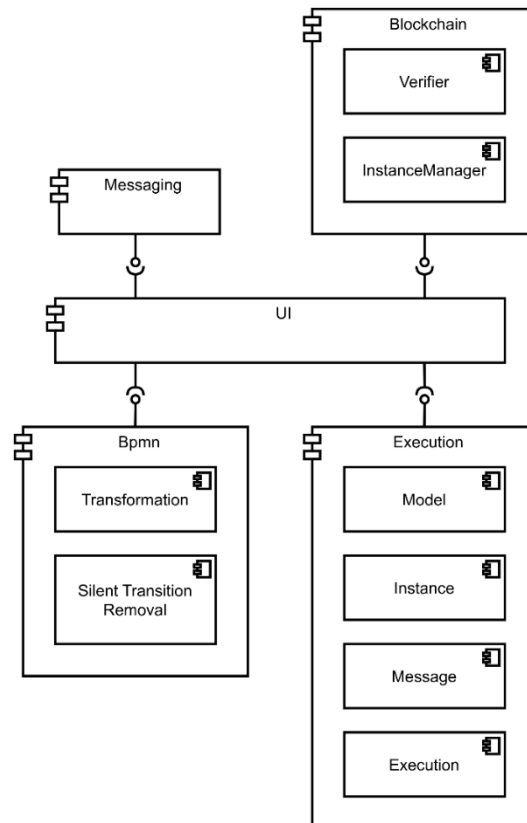 Blockchain
Verifier
InstanceManager
Messaging
UI
Bpmn
Transformation
Silent Transition
Removal
Execution
Model
Instance
Message
Execution